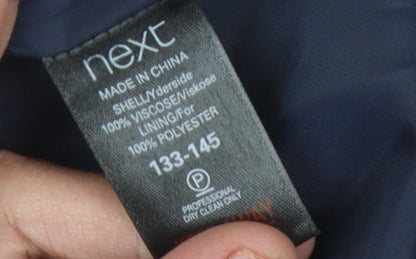 next
MADE IN CHINA
SHELL/Yderside
100% VISCOSE/Viskose
LINING/For
100% POLYESTER
133-145
P
PROFESSIONAL
DRY CLEAN ONLY